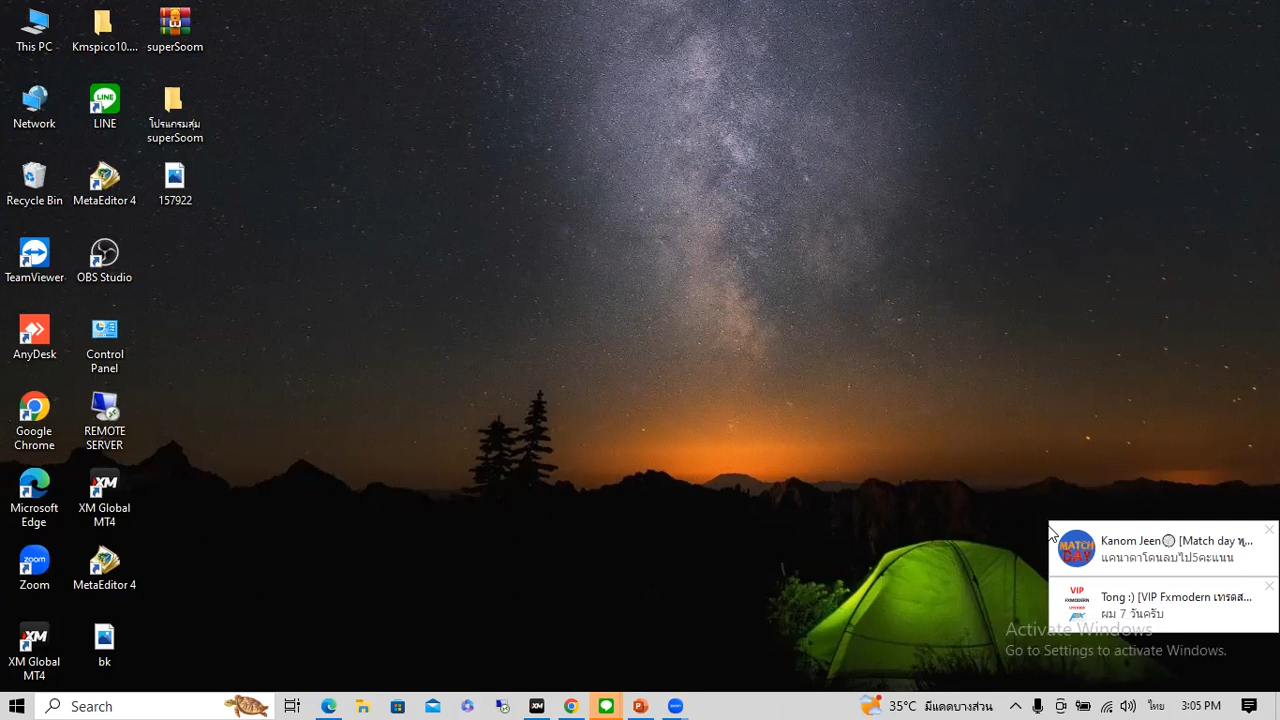 This PC
Kmspico10....
superSoom
Network
LINE
โปรแกรมสุ่ม
superSoom
Recycle Bin
MetaEditor 4
157922
TeamViewer
OBS Studio
AnyDesk
Control
Panel
Google
Chrome
REMOTE
SERVER
Microsoft
Edge
XM Global
MT4
Zoom
MetaEditor 4
XM Global
MT4
bk
MATCH
DAY
Kanom Jeen [Match day
แคนาดาโดนลบไป5คะแนน
VIP
FXMODERN
Tong :) [VIP Fxmodern เทรดส...
ผม 7 วันครับ
Activate Windows
Go to Settings to activate Windows.
Search
35°C มีแดดบางส่วน
ไทย
3:05 PM